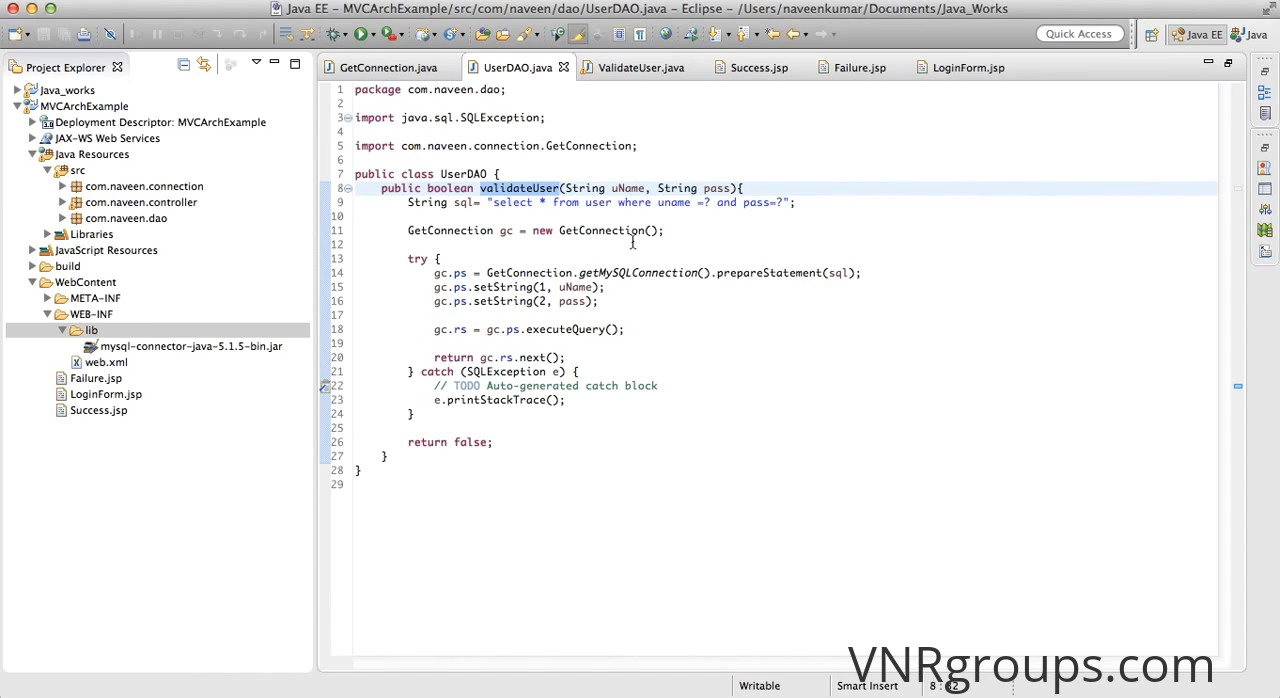 Java EE – MVCArchExample/src/com/naveen/dao/UserDAO.java – Eclipse – /Users/naveenkumar/Documents/Java_Works
Quick Access
Java EE
Java
Project Explorer
GetConnection.java
UserDAO.java
ValidateUser.java
Success.jsp
Failure.jsp
LoginForm.jsp
Java_works
MVCArchExample
Deployment Descriptor: MVCArchExample
JAX-WS Web Services
Java Resources
src
com.naveen.connection
com.naveen.controller
com.naveen.dao
Libraries
JavaScript Resources
build
WebContent
META-INF
WEB-INF
lib
mysql-connector-java-5.1.5-bin.jar
web.xml
Failure.jsp
LoginForm.jsp
Success.jsp
1 package com.naveen.dao;
2
3 import java.sql.SQLException;
4
5 import com.naveen.connection.GetConnection;
6
7 public class UserDAO {
8 public boolean validateUser(String uName, String pass){
9 String sql= "select * from user where uname =? and pass=?";
10
11 GetConnection gc = new GetConnection();
12
13 try {
14 gc.ps = GetConnection.getMySQLConnection().prepareStatement(sql);
15 gc.ps.setString(1, uName);
16 gc.ps.setString(2, pass);
17
18 gc.rs = gc.ps.executeQuery();
19
20 return gc.rs.next();
21 } catch (SQLException e) {
22 // TODO Auto-generated catch block
23 e.printStackTrace();
24 }
25
26 return false;
27 }
28 }
29
VNRgroups.com
Writable
Smart Insert
8 : 32